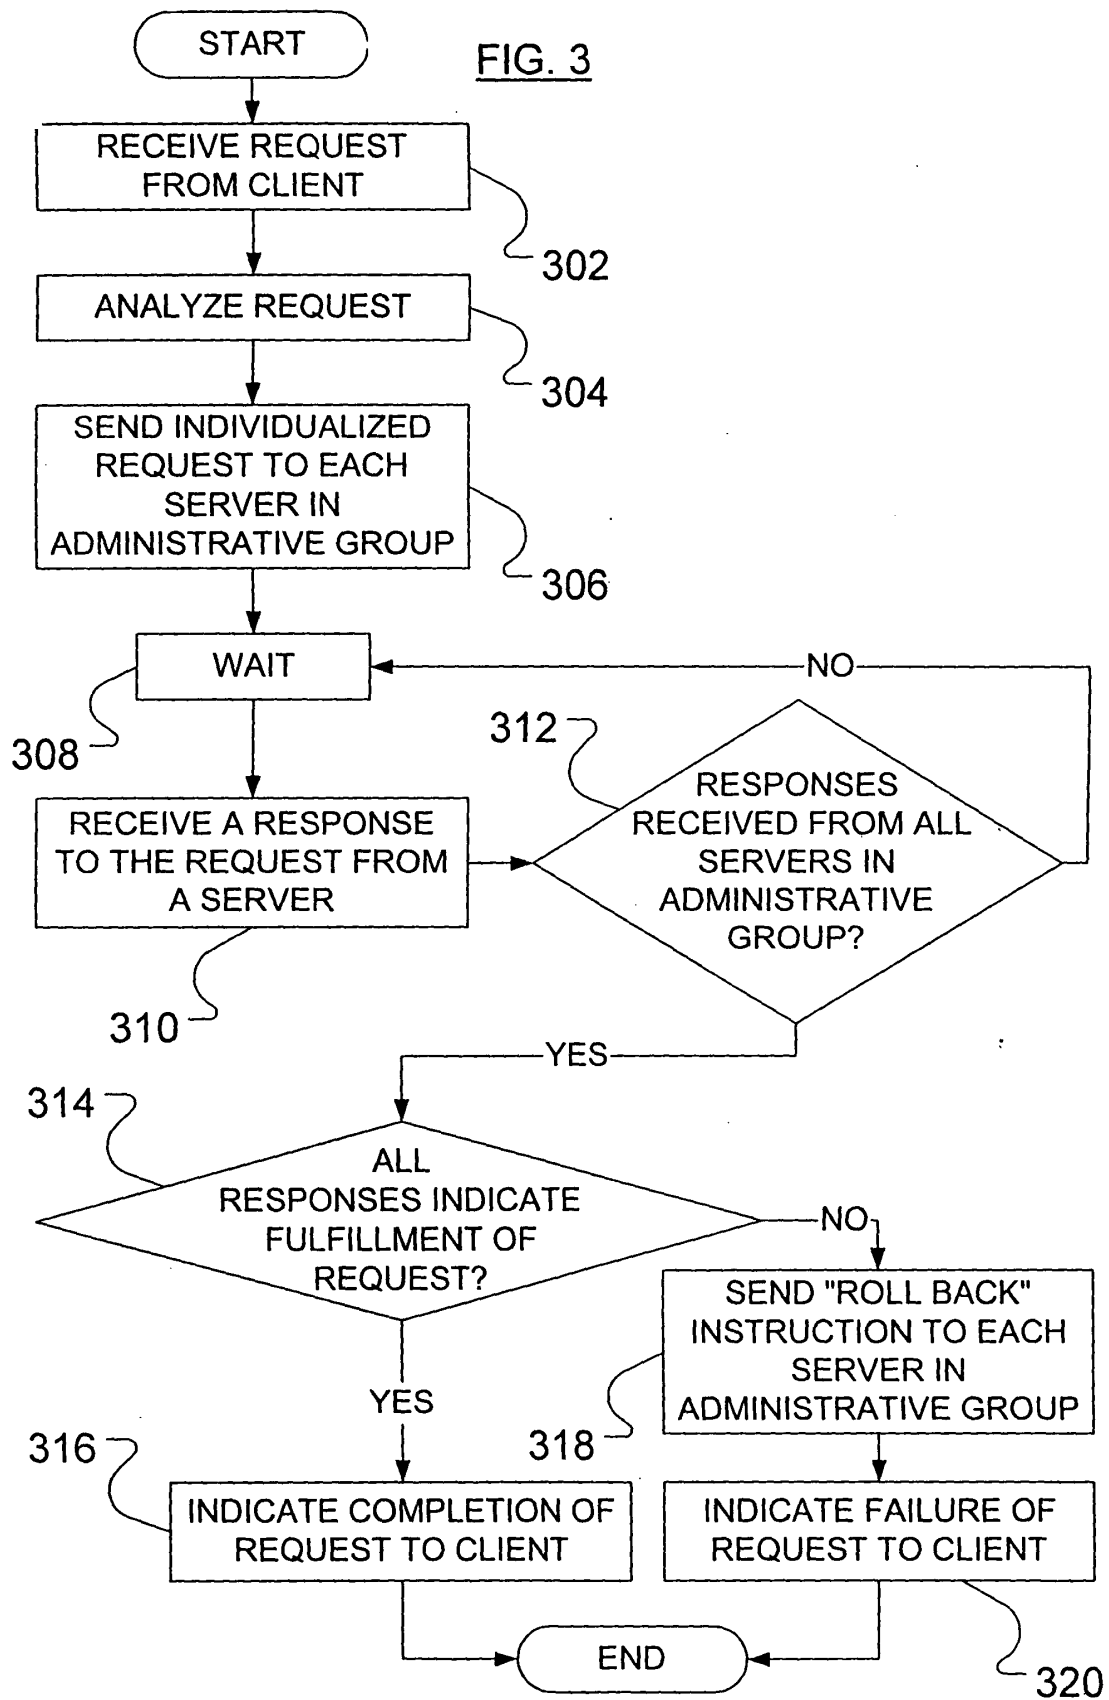 START
FIG. 3
RECEIVE REQUEST
FROM CLIENT
302
ANALYZE REQUEST
304
SEND INDIVIDUALIZED
REQUEST TO EACH
SERVER IN
ADMINISTRATIVE GROUP
306
WAIT
NO
308
312
RECEIVE A RESPONSE
TO THE REQUEST FROM
A SERVER
310
RESPONSES
RECEIVED FROM ALL
SERVERS IN
ADMINISTRATIVE
GROUP?
YES
314
ALL
RESPONSES INDICATE
FULFILLMENT OF
REQUEST?
NO
SEND "ROLL BACK"
INSTRUCTION TO EACH
SERVER IN
ADMINISTRATIVE GROUP
318
YES
316
INDICATE COMPLETION OF
REQUEST TO CLIENT
INDICATE FAILURE OF
REQUEST TO CLIENT
320
END